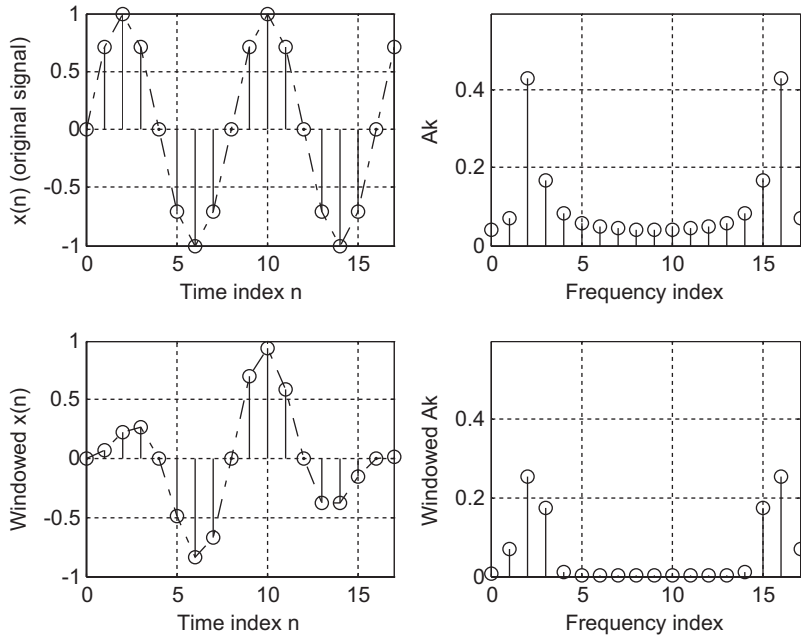 x(n) (original signal)
1
0.5
0
-0.5
-1
0 5 10 15
Time index n
Ak
0.4
0.2
0
0 5 10 15
Frequency index
Windowed x(n)
1
0.5
0
-0.5
-1
0 5 10 15
Time index n
Windowed Ak
0.4
0.2
0
0 5 10 15
Frequency index